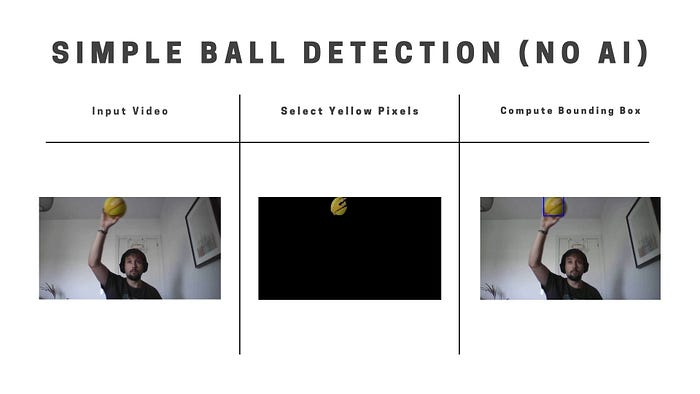 SIMPLE BALL DETECTION (NO AI)
Input Video
Select Yellow Pixels
Compute Bounding Box